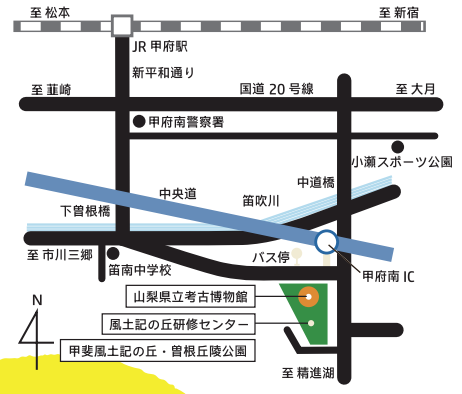 至 松本
至 新宿
JR 甲府駅
新平和通り
至 韮崎
国道 20 号線
至 大月
甲府南警察署
小瀬スポーツ公園
中道橋
中央道
笛吹川
下曽根橋
至 市川三郷
バス停
笛南中学校
甲府南 IC
山梨県立考古博物館
N
風土記の丘研修センター
甲斐風土記の丘・曽根丘陵公園
至 精進湖